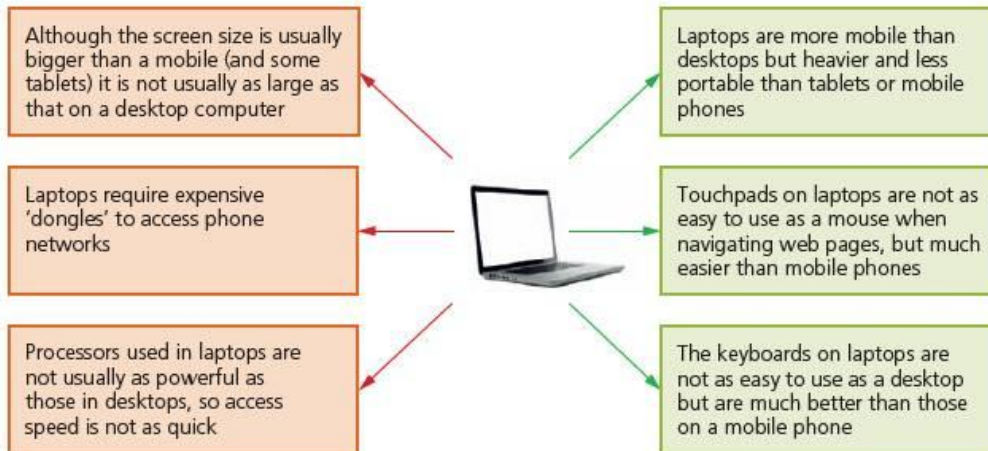 Although the screen size is usually
bigger than a mobile (and some
tablets) it is not usually as large as
that on a desktop computer
Laptops require expensive
'dongles' to access phone
networks
Processors used in laptops are
not usually as powerful as
those in desktops, so access
speed is not as quick
Laptops are more mobile than
desktops but heavier and less
portable than tablets or mobile
phones
Touchpads on laptops are not as
easy to use as a mouse when
navigating web pages, but much
easier than mobile phones
The keyboards on laptops are
not as easy to use as a desktop
but are much better than those
on a mobile phone